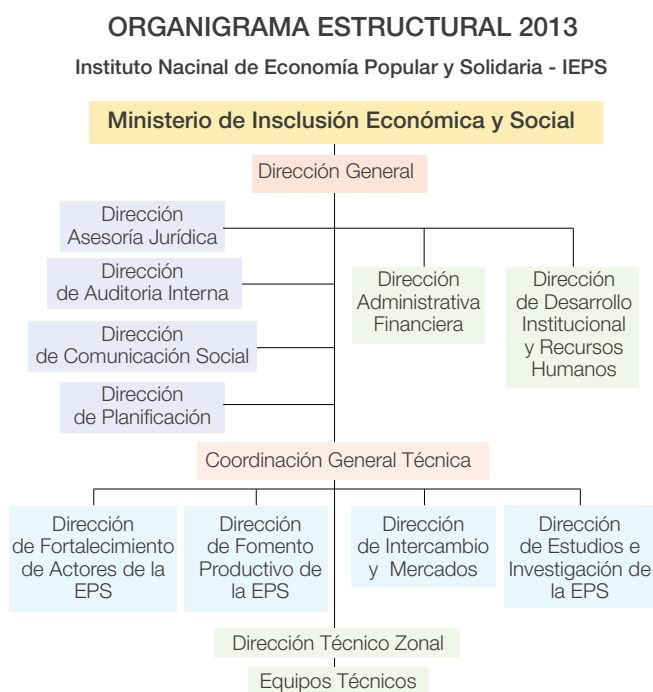 ORGANIGRAMA ESTRUCTURAL 2013
Instituto Nacinal de Economía Popular y Solidaria - IEPS
Ministerio de Insclusión Económica y Social
Dirección General
Dirección
Asesoría Jurídica
Dirección
de Auditoria Interna
Dirección
de Comunicación Social
Dirección
de Planificación
Dirección
Administrativa
Financiera
Dirección
de Desarrollo
Institucional
y Recursos
Humanos
Coordinación General Técnica
Dirección
de Fortalecimiento
de Actores de la
EPS
Dirección
de Fomento
Productivo de
la EPS
Dirección
de Intercambio
y Mercados
Dirección
de Estudios e
Investigación de
la EPS
Dirección Técnico Zonal
Equipos Técnicos